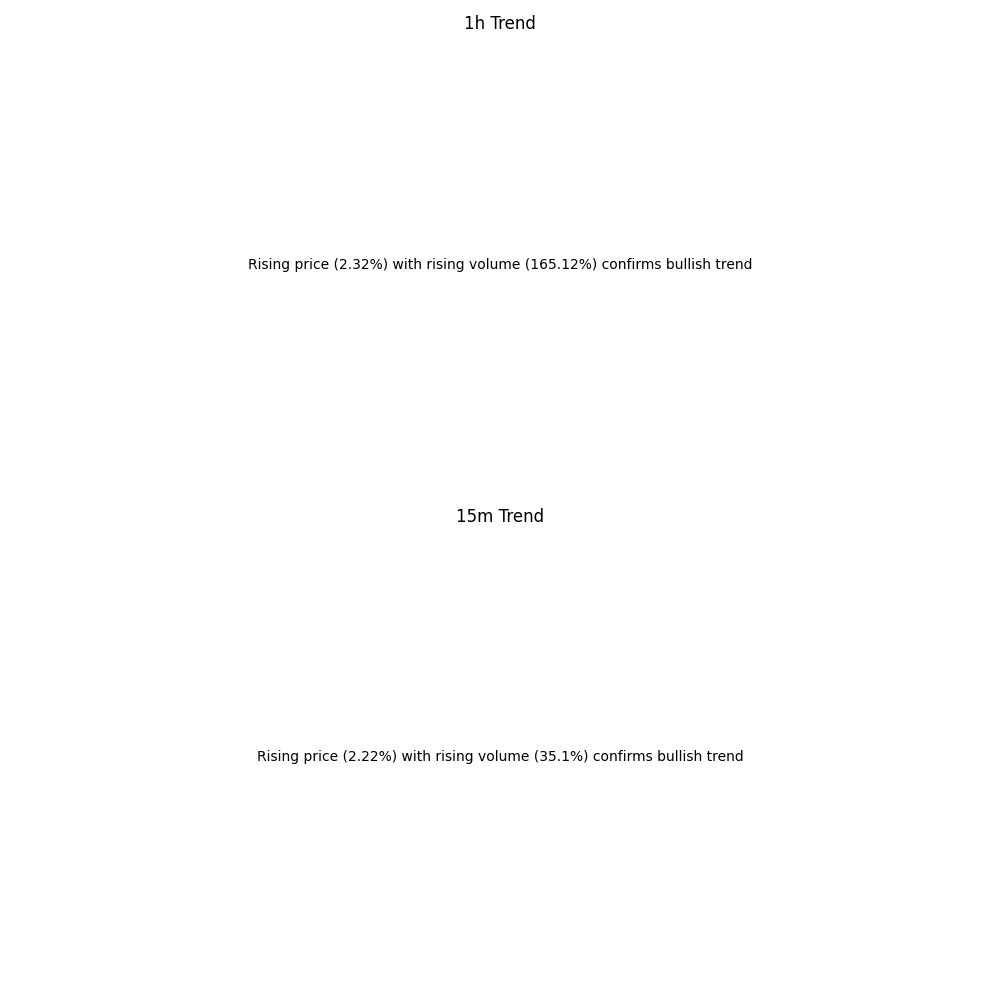 1h Trend
Rising price (2.32%) with rising volume (165.12%) confirms bullish trend
15m Trend
Rising price (2.22%) with rising volume (35.1%) confirms bullish trend